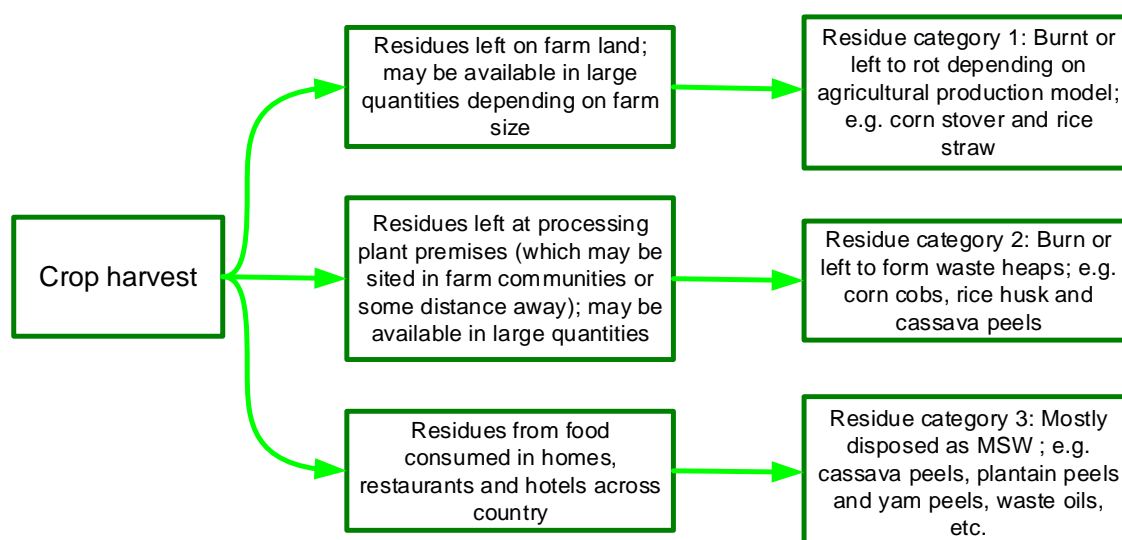 Crop harvest
Residues left on farm land;
may be available in large
quantities depending on farm
size
Residue category 1: Burnt or
left to rot depending on
agricultural production model;
e.g. corn stover and rice
straw
Residues left at processing
plant premises (which may be
sited in farm communities or
some distance away); may be
available in large quantities
Residue category 2: Burn or
left to form waste heaps; e.g.
corn cobs, rice husk and
cassava peels
Residues from food
consumed in homes,
restaurants and hotels across
country
Residue category 3: Mostly
disposed as MSW ; e.g.
cassava peels, plantain peels
and yam peels, waste oils,
etc.